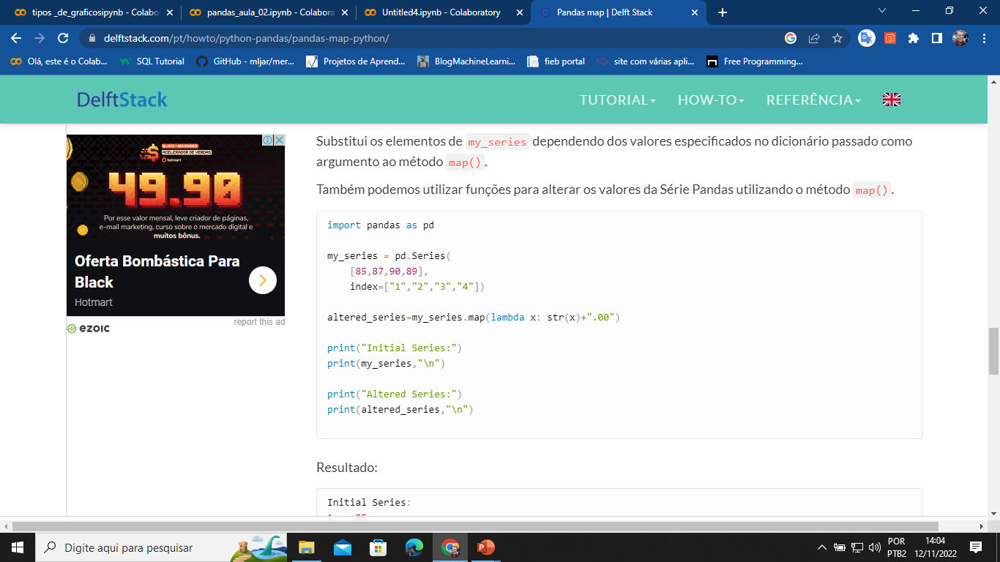 tipos _de_graficosipynb - Colabo
pandas_aula_02.ipynb - Colabora
Untitled4.ipynb - Colaboratory
Pandas map | Delft Stack
delftstack.com/pt/howto/python-pandas/pandas-map-python/
Olá, este é o Colab...
SQL Tutorial
GitHub - mljar/mer...
Projetos de Aprend...
BlogMachineLearni...
fieb portal
site com várias apli...
Free Programming...
DelftStack
TUTORIAL
HOW-TO
REFERÊNCIA
BLACK • NOVEMBER
ACELERADOR DE VENDAS
hotmart
49.90
Por esse valor mensal, leve criador de páginas,
e-mail marketing, curso sobre o mercado digital e
muitos bônus.
Oferta Bombástica Para
Black
Hotmart
ezoic
report this ad
Substitui os elementos de my_series dependendo dos valores especificados no dicionário passado como
argumento ao método map().
Também podemos utilizar funções para alterar os valores da Série Pandas utilizando o método map().
import pandas as pd
my_series = pd.Series(
    [85,87,90,89],
    index=["1","2","3","4"])
altered_series=my_series.map(lambda x: str(x)+".00")
print("Initial Series:")
print(my_series,"\n")
print("Altered Series:")
print(altered_series,"\n")
Resultado:
Initial Series:
Digite aqui para pesquisar
POR
PTB2
14:04
12/11/2022